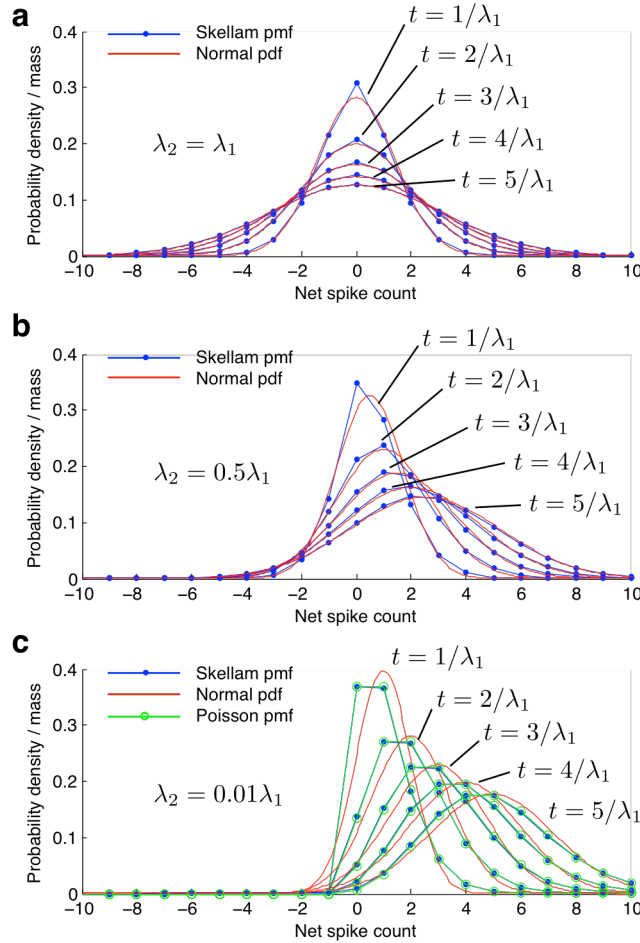 a
Skellam pmf
Normal pdf
t = 1/λ₁
t = 2/λ₁
t = 3/λ₁
t = 4/λ₁
t = 5/λ₁
λ₂ = λ₁
Probability density / mass
0.4
0.3
0.2
0.1
0
−10 −8 −6 −4 −2 0 2 4 6 8 10
Net spike count
b
Skellam pmf
Normal pdf
t = 1/λ₁
t = 2/λ₁
t = 3/λ₁
t = 4/λ₁
t = 5/λ₁
λ₂ = 0.5λ₁
Probability density / mass
0.4
0.3
0.2
0.1
0
−10 −8 −6 −4 −2 0 2 4 6 8 10
Net spike count
c
Skellam pmf
Normal pdf
Poisson pmf
t = 1/λ₁
t = 2/λ₁
t = 3/λ₁
t = 4/λ₁
t = 5/λ₁
λ₂ = 0.01λ₁
Probability density / mass
0.4
0.3
0.2
0.1
0
−10 −8 −6 −4 −2 0 2 4 6 8 10
Net spike count